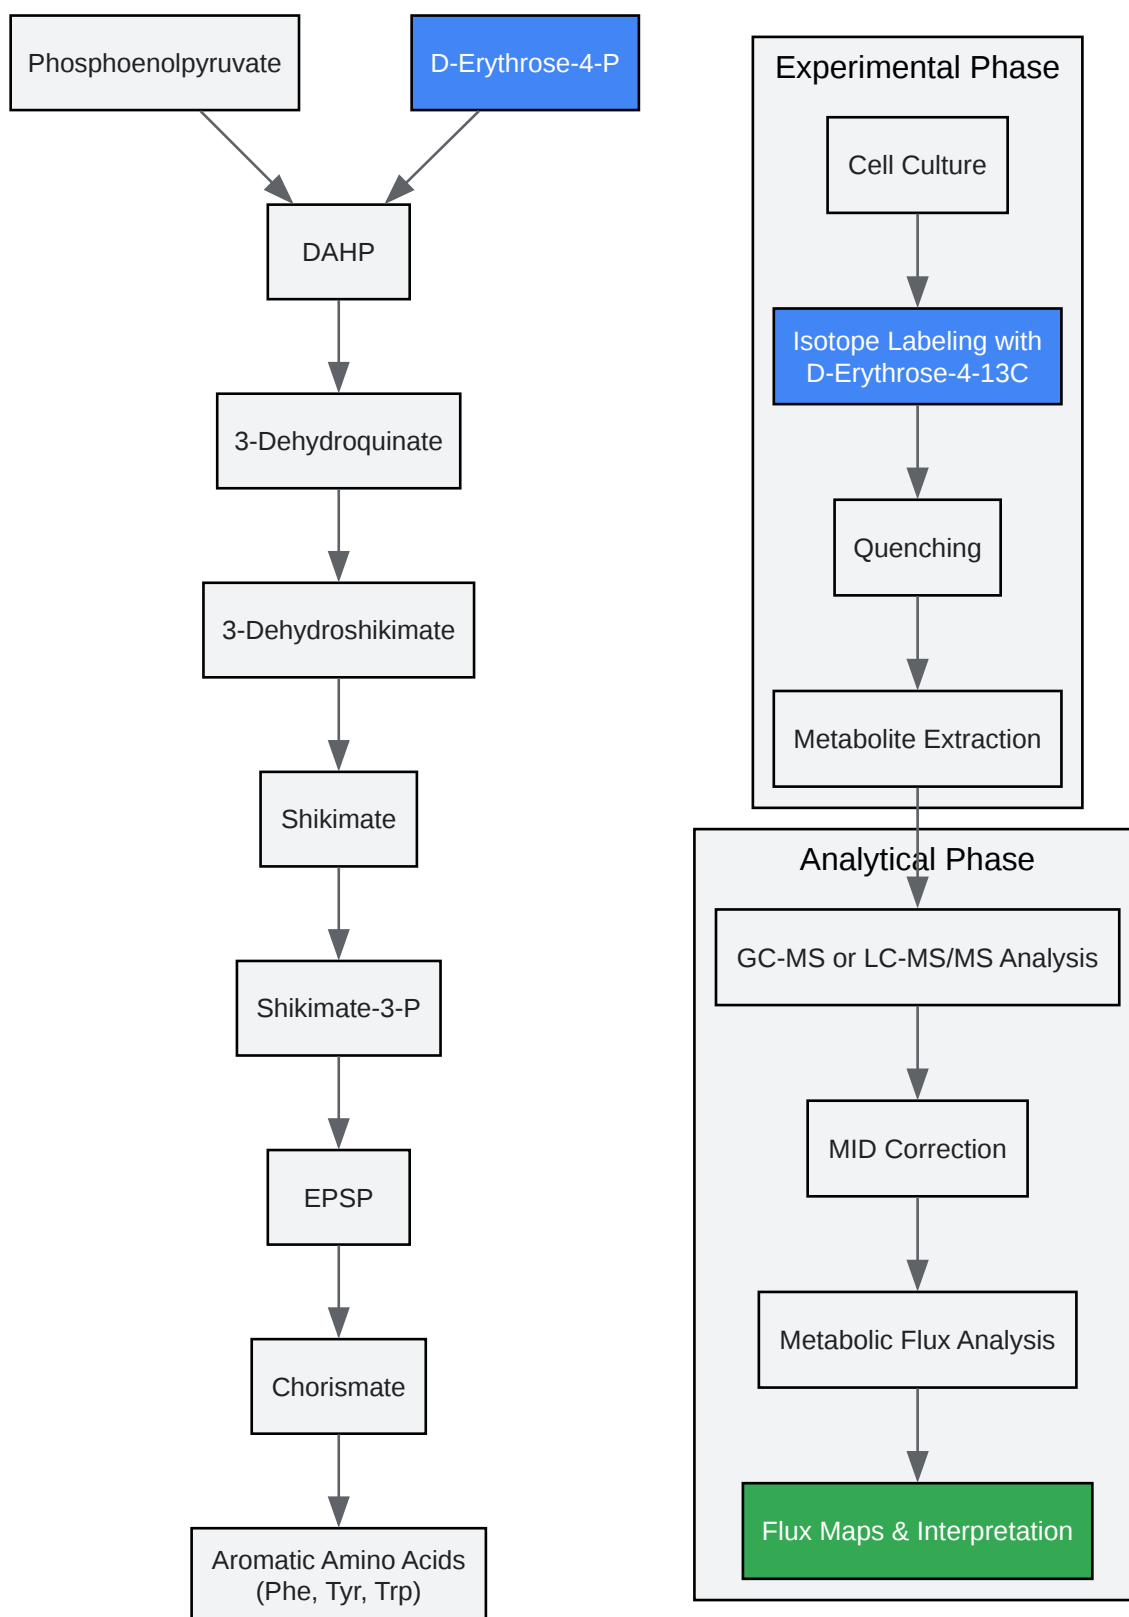 Phosphoenolpyruvate
D-Erythrose-4-P
DAHP
3-Dehydroquinate
3-Dehydroshikimate
Shikimate
Shikimate-3-P
EPSP
Chorismate
Aromatic Amino Acids
(Phe, Tyr, Trp)
Experimental Phase
Cell Culture
Isotope Labeling with
D-Erythrose-4-13C
Quenching
Metabolite Extraction
Analytical Phase
GC-MS or LC-MS/MS Analysis
MID Correction
Metabolic Flux Analysis
Flux Maps & Interpretation